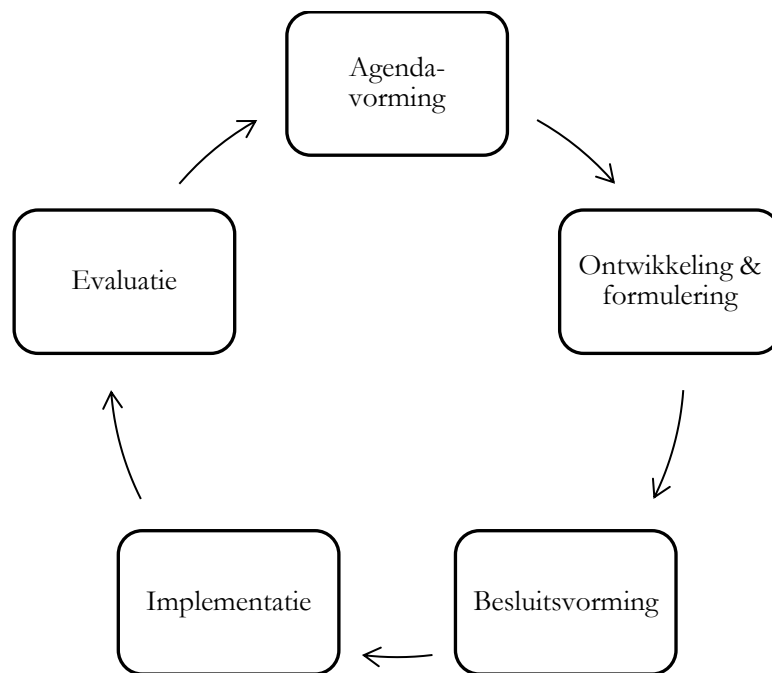 Agenda-
vorming
Ontwikkeling &
formulering
Besluitsvorming
Implementatie
Evaluatie